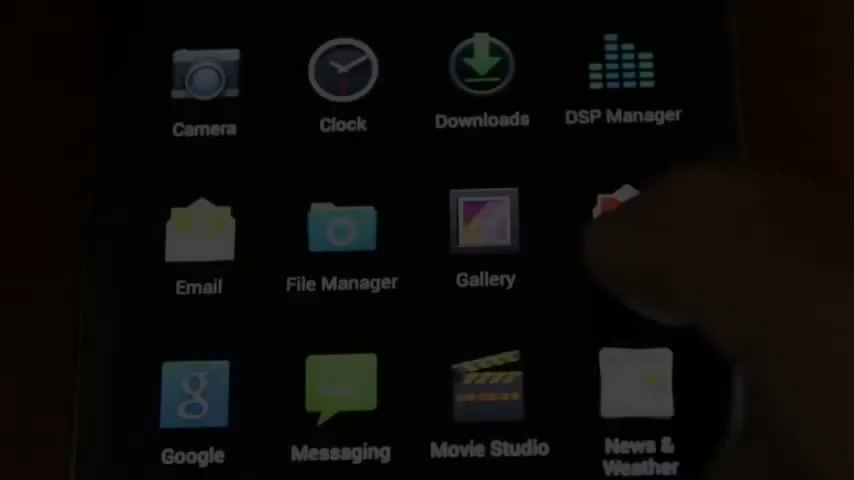 Camera
Clock
Downloads
DSP Manager
Email
File Manager
Gallery
g
Google
Messaging
Movie Studio
News &
Weather